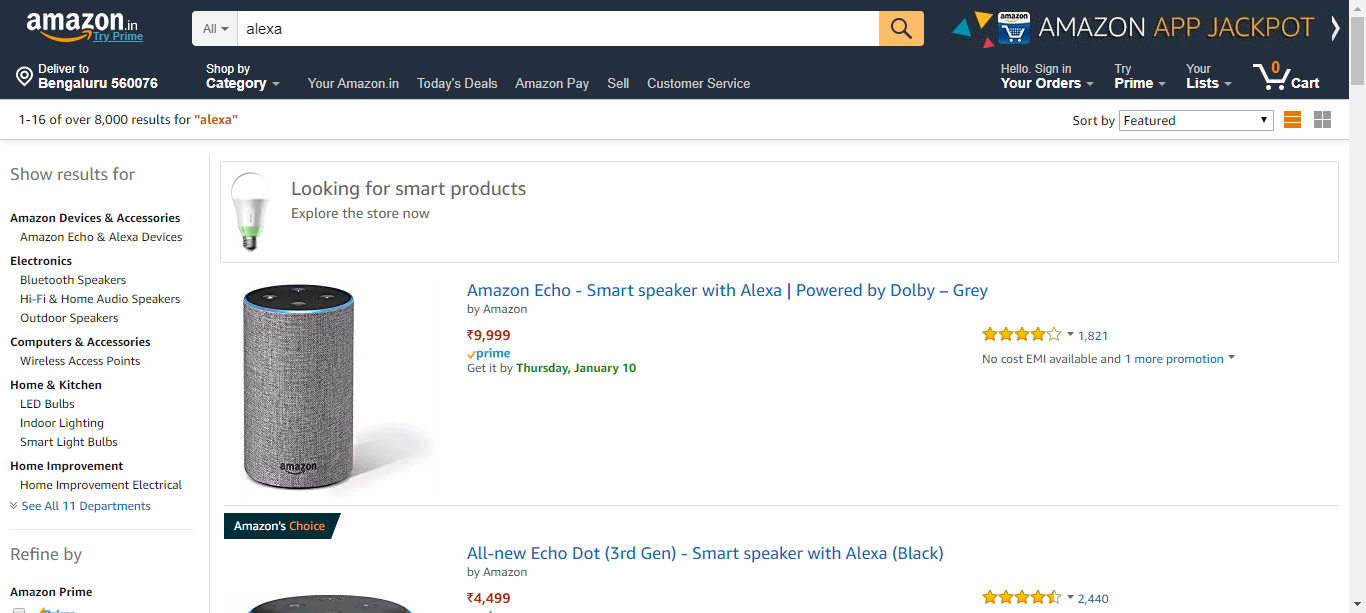 amazon.in
Try Prime
All
alexa
amazon
AMAZON APP JACKPOT
Deliver to
Bengaluru 560076
Shop by
Category
Your Amazon.in
Today's Deals
Amazon Pay
Sell
Customer Service
Hello. Sign in
Your Orders
Try
Prime
Your
Lists
0
Cart
1-16 of over 8,000 results for "alexa"
Sort by Featured
Show results for
Amazon Devices & Accessories
Amazon Echo & Alexa Devices
Electronics
Bluetooth Speakers
Hi-Fi & Home Audio Speakers
Outdoor Speakers
Computers & Accessories
Wireless Access Points
Home & Kitchen
LED Bulbs
Indoor Lighting
Smart Light Bulbs
Home Improvement
Home Improvement Electrical
See All 11 Departments
Refine by
Amazon Prime
Prime
Looking for smart products
Explore the store now
amazon
Amazon Echo - Smart speaker with Alexa | Powered by Dolby – Grey
by Amazon
₹9,999
prime
Get it by Thursday, January 10
1,821
No cost EMI available and 1 more promotion
Amazon's Choice
All-new Echo Dot (3rd Gen) - Smart speaker with Alexa (Black)
by Amazon
₹4,499
2,440